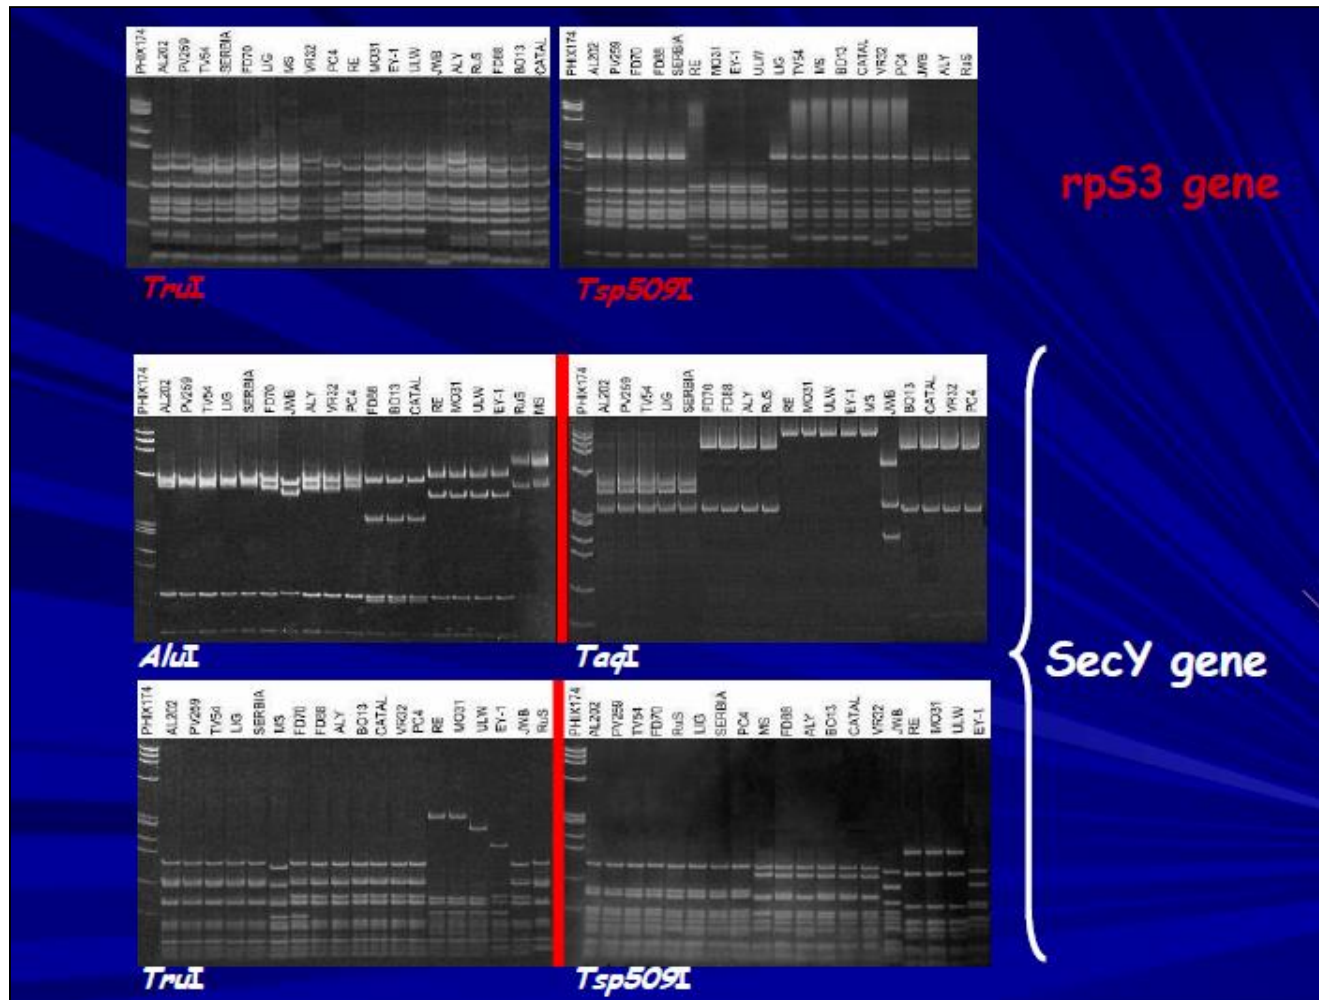 PHIX174 AL202 PV259 TV54 SERBIA FD70 LIG MS VR32 PC4 RE MO31 EY-1 ULW JWB ALY RuS FD88 BO13 CATAL
PHIX174 AL202 PV259 FD70 FD88 SERBIA RE MO31 EY-1 ULW LIG TV54 MS BO13 CATAL VR32 PC4 JWB ALY RuS
rpS3 gene
TruI
Tsp509I
PHIX174 AL202 PV259 TV54 LIG SERBIA FD70 JWB ALY VR32 PC4 FD88 BO13 CATAL RE MO31 ULW EY-1 RuS MS
PHIX174 AL202 PV259 TV54 LIG SERBIA FD70 FD88 ALY RUS RE MO31 ULW EY-1 MS JWB BO13 CATAL VR32 PC4
AluI
TaqI
SecY gene
PHIX174 AL202 PV259 TV54 LIG SERBIA MS FD70 FD88 ALY BO13 CATAL VR32 PC4 RE MO31 ULW EY-1 JWB RuS
PHIX174 AL202 PV259 TV54 FD70 RuS LIG SERBIA PC4 MS FD88 ALY BO13 CATAL VR32 JWB RE MO31 ULW EY-1
TruI
Tsp509I